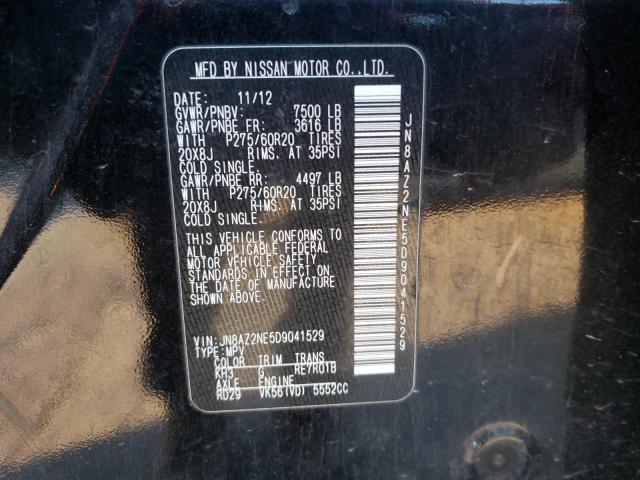 MFD BY NISSAN MOTOR CO.,LTD.
DATE: 11/12
GVWR/PNBV: 7500 LB
GAWR/PNBE FR: 3616 LB
WITH P275/60R20 TIRES
20X8J RIMS. AT 35PSI
COLD SINGLE.
GAWR/PNBE RR: 4497 LB
WITH P275/60R20 TIRES
20X8J RIMS. AT 35PSI
COLD SINGLE.
THIS VEHICLE CONFORMS TO
ALL APPLICABLE FEDERAL
MOTOR VEHICLE SAFETY
STANDARDS IN EFFECT ON
THE DATE OF MANUFACTURE
SHOWN ABOVE.
VIN: JN8AZ2NE5D9041529
TYPE: MPV
COLOR TRIM TRANS
KH3 G RE7R01B
AXLE ENGINE
RD29 VK56(VD) 5552CC
JN8AZ2NE5D9041529